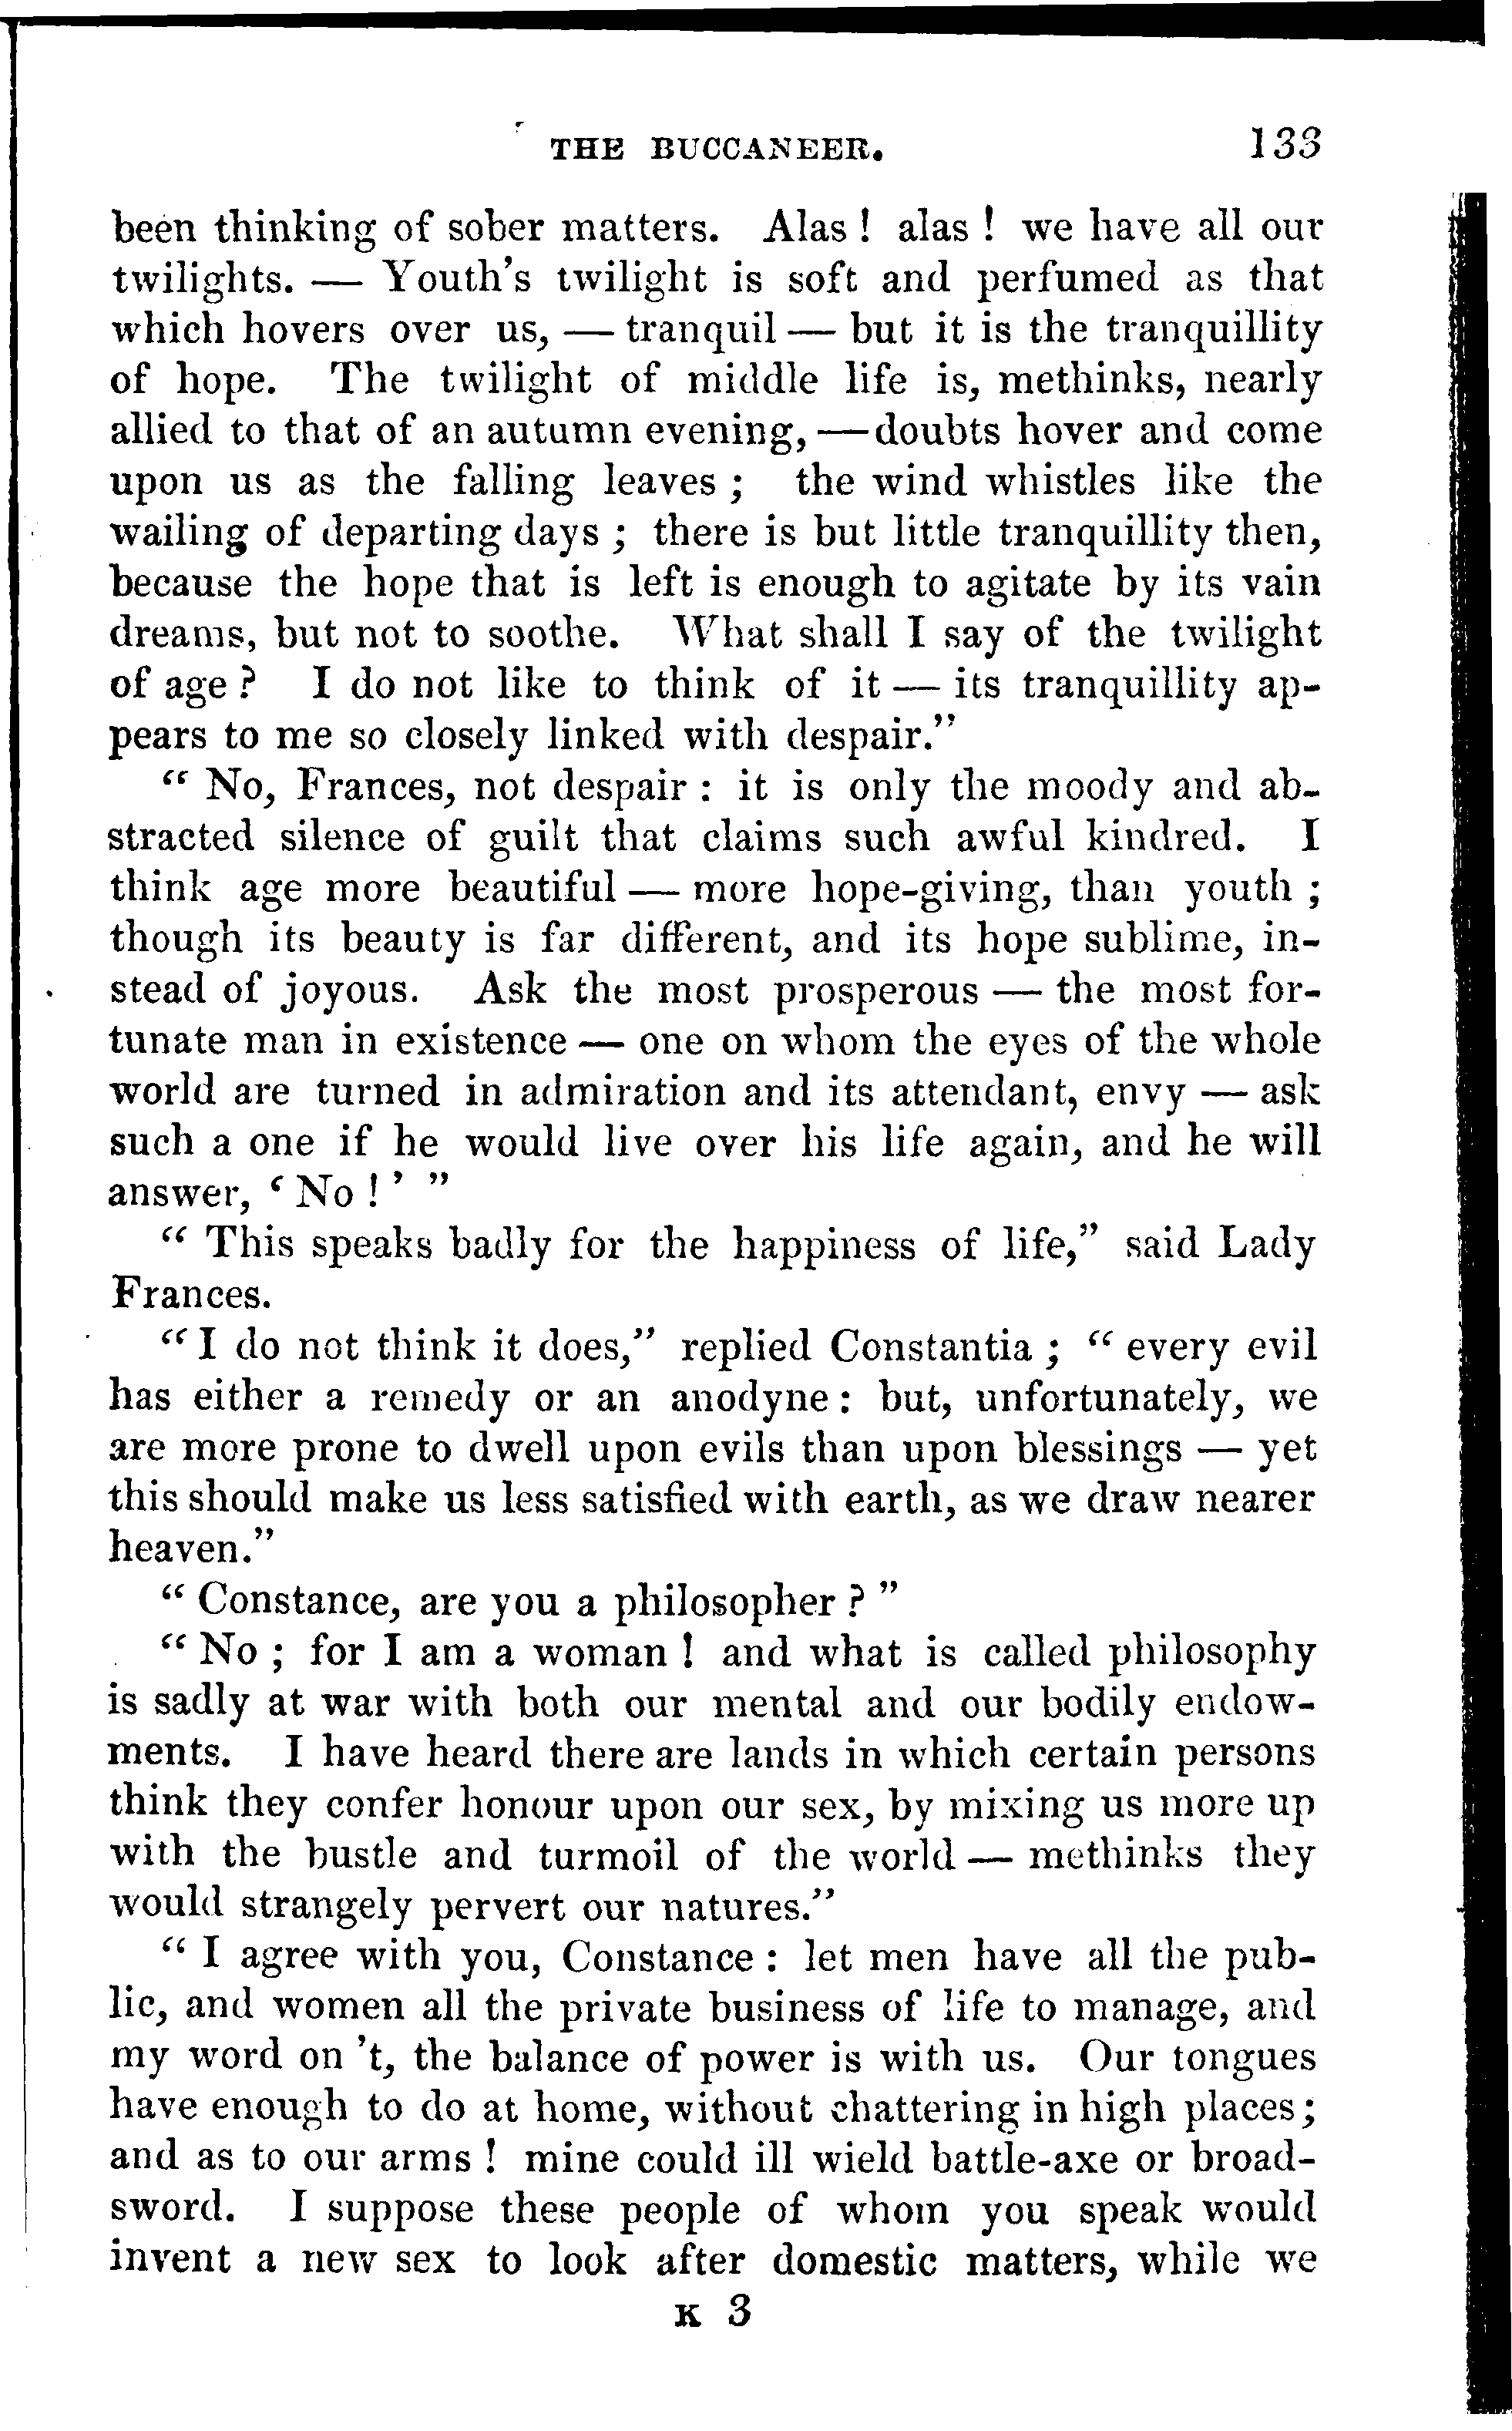 THE BUCCANEER. 133
been thinking of sober matters. Alas ! alas ! we have all our
twilights. — Youth's twilight is soft and perfumed as that
which hovers over us, — tranquil — but it is the tranquillity
of hope. The twilight of middle life is, methinks, nearly
allied to that of an autumn evening, — doubts hover and come
upon us as the falling leaves ; the wind whistles like the
wailing of departing days ; there is but little tranquillity then,
because the hope that is left is enough to agitate by its vain
dreams, but not to soothe. What shall I say of the twilight
of age ? I do not like to think of it — its tranquillity ap-
pears to me so closely linked with despair."
" No, Frances, not despair : it is only the moody and ab-
stracted silence of guilt that claims such awful kindred. I
think age more beautiful — more hope-giving, than youth ;
though its beauty is far different, and its hope sublime, in-
stead of joyous. Ask the most prosperous — the most for-
tunate man in existence — one on whom the eyes of the whole
world are turned in admiration and its attendant, envy — ask
such a one if he would live over his life again, and he will
answer, ' No ! ' "
" This speaks badly for the happiness of life," said Lady
Frances.
" I do not think it does," replied Constantia ; " every evil
has either a remedy or an anodyne : but, unfortunately, we
are more prone to dwell upon evils than upon blessings — yet
this should make us less satisfied with earth, as we draw nearer
heaven."
" Constance, are you a philosopher ? "
" No ; for I am a woman ! and what is called philosophy
is sadly at war with both our mental and our bodily endow-
ments. I have heard there are lands in which certain persons
think they confer honour upon our sex, by mixing us more up
with the bustle and turmoil of the world — methinks they
would strangely pervert our natures."
" I agree with you, Constance : let men have all the pub-
lic, and women all the private business of life to manage, and
my word on 't, the balance of power is with us. Our tongues
have enough to do at home, without chattering in high places ;
and as to our arms ! mine could ill wield battle-axe or broad-
sword. I suppose these people of whom you speak would
invent a new sex to look after domestic matters, while we
K 3